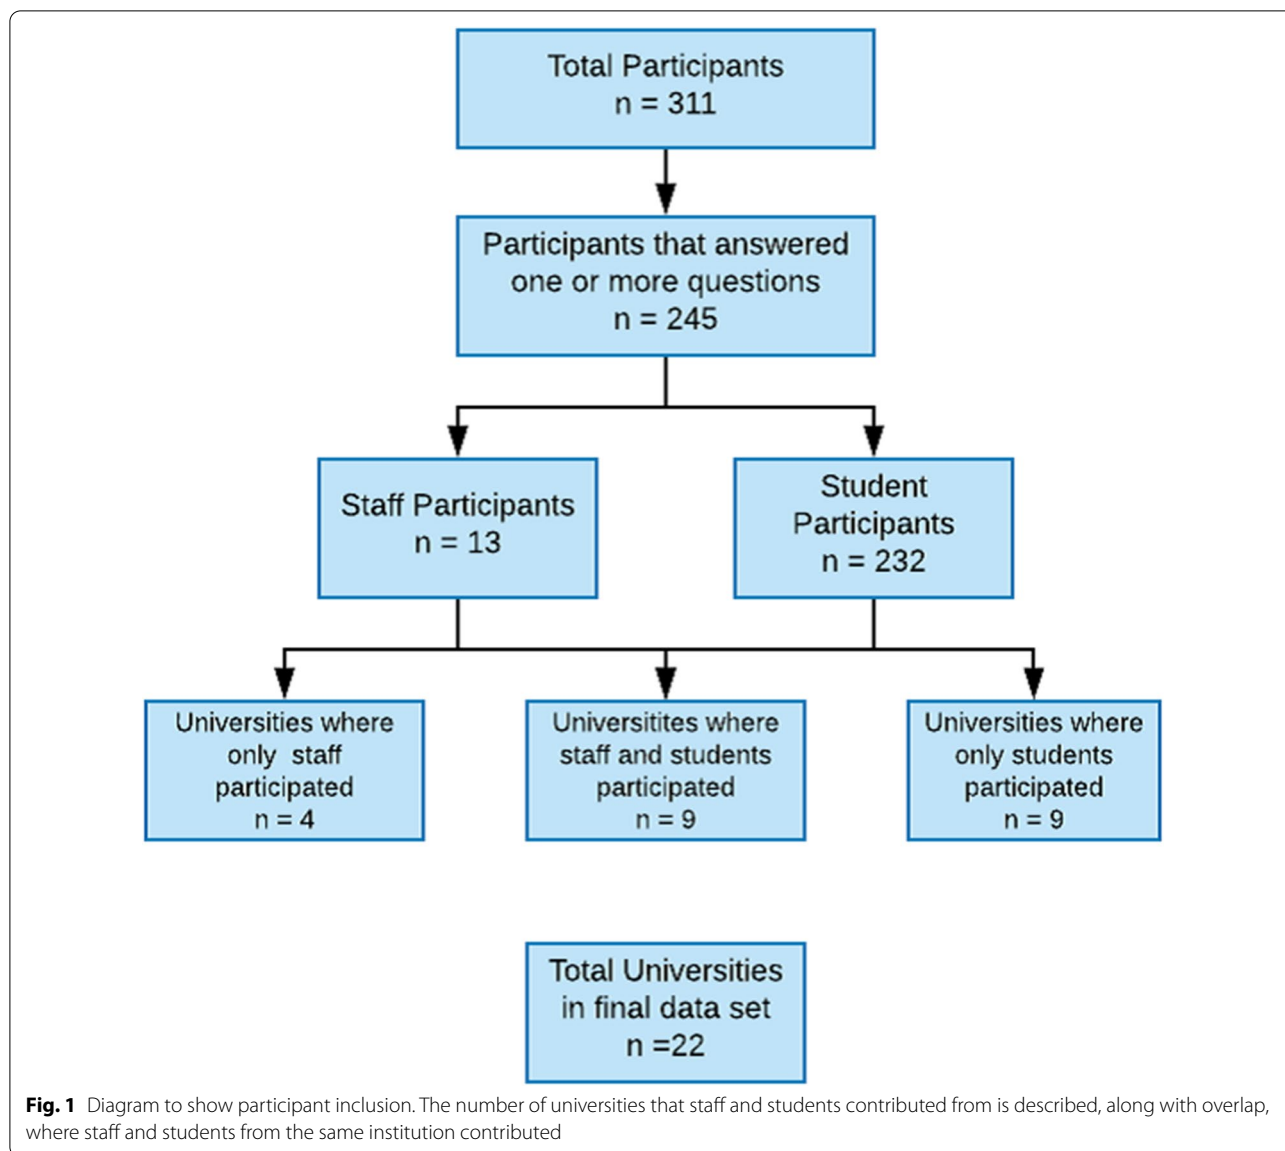 Total Participants
n = 311
Participants that answered
one or more questions
n = 245
Staff Participants
n = 13
Student
Participants
n = 232
Universities where
only staff
participated
n = 4
Universitites where
staff and students
participated
n = 9
Universities where
only students
participated
n = 9
Total Universities
in final data set
n =22
Fig. 1 Diagram to show participant inclusion. The number of universities that staff and students contributed from is described, along with overlap,
where staff and students from the same institution contributed